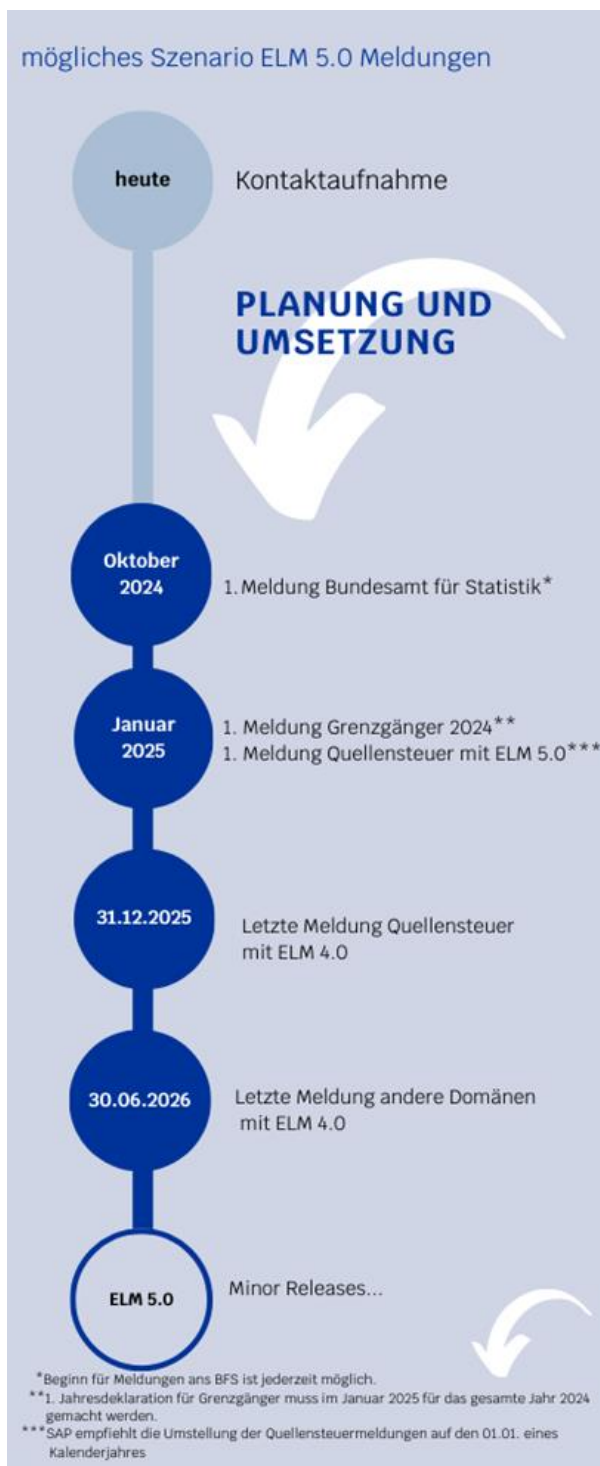 mögliches Szenario ELM 5.0 Meldungen
heute
Kontaktaufnahme
PLANUNG UND
UMSETZUNG
Oktober
2024
1. Meldung Bundesamt für Statistik*
Januar
2025
1. Meldung Grenzgänger 2024**
1. Meldung Quellensteuer mit ELM 5.0***
31.12.2025
Letzte Meldung Quellensteuer
mit ELM 4.0
30.06.2026
Letzte Meldung andere Domänen
mit ELM 4.0
ELM 5.0
Minor Releases...
*Beginn für Meldungen ans BFS ist jederzeit möglich.
**1. Jahresdeklaration für Grenzgänger muss im Januar 2025 für das gesamte Jahr 2024
gemacht werden.
***SAP empfiehlt die Umstellung der Quellensteuermeldungen auf den 01.01. eines
Kalenderjahres